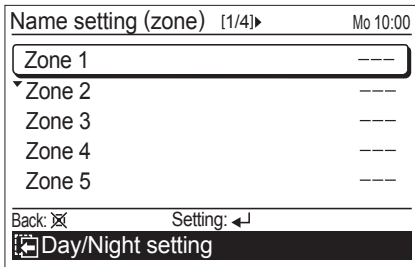 Name setting (zone) [1/4]▶ Mo 10:00
Zone 1 ---
Zone 2 ---
Zone 3 ---
Zone 4 ---
Zone 5 ---
Back: Setting: ↲
Day/Night setting